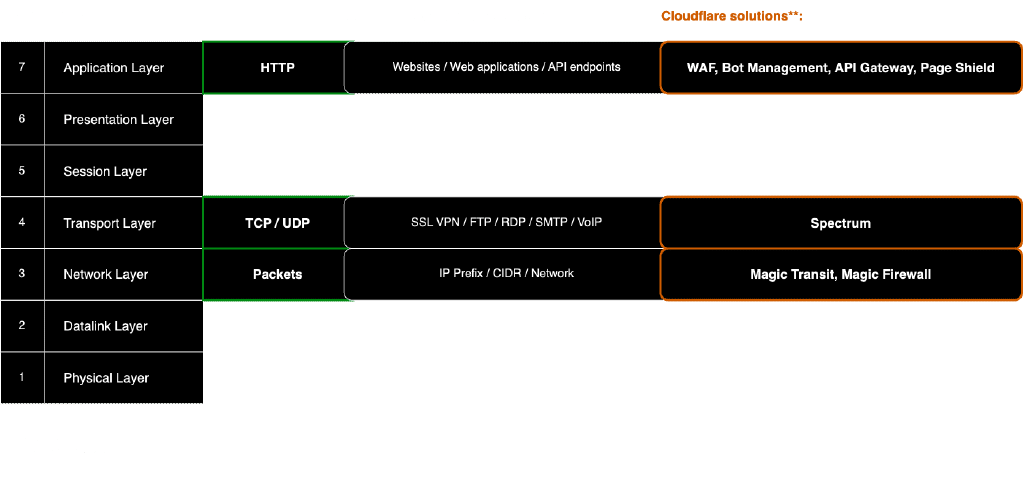 Cloudflare solutions**:
7 Application Layer HTTP Websites / Web applications / API endpoints WAF, Bot Management, API Gateway, Page Shield
6 Presentation Layer
5 Session Layer
4 Transport Layer TCP / UDP SSL VPN / FTP / RDP / SMTP / VoIP Spectrum
3 Network Layer Packets IP Prefix / CIDR / Network Magic Transit, Magic Firewall
2 Datalink Layer
1 Physical Layer